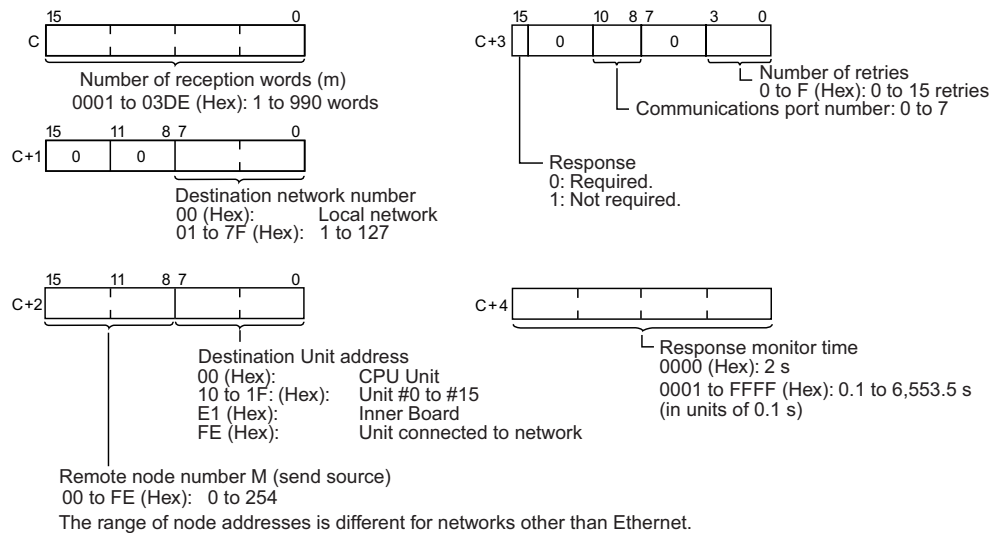 15 0
C
Number of reception words (m)
0001 to 03DE (Hex): 1 to 990 words
15 11 8 7 0
C+1 0 0
Destination network number
00 (Hex): Local network
01 to 7F (Hex): 1 to 127
15 11 8 7 0
C+2
Destination Unit address
00 (Hex): CPU Unit
10 to 1F: (Hex): Unit #0 to #15
E1 (Hex): Inner Board
FE (Hex): Unit connected to network
Remote node number M (send source)
00 to FE (Hex): 0 to 254
The range of node addresses is different for networks other than Ethernet.
15 10 8 7 3 0
C+3 0 0
Number of retries
0 to F (Hex): 0 to 15 retries
Communications port number: 0 to 7
Response
0: Required.
1: Not required.
C+4
Response monitor time
0000 (Hex): 2 s
0001 to FFFF (Hex): 0.1 to 6,553.5 s
(in units of 0.1 s)